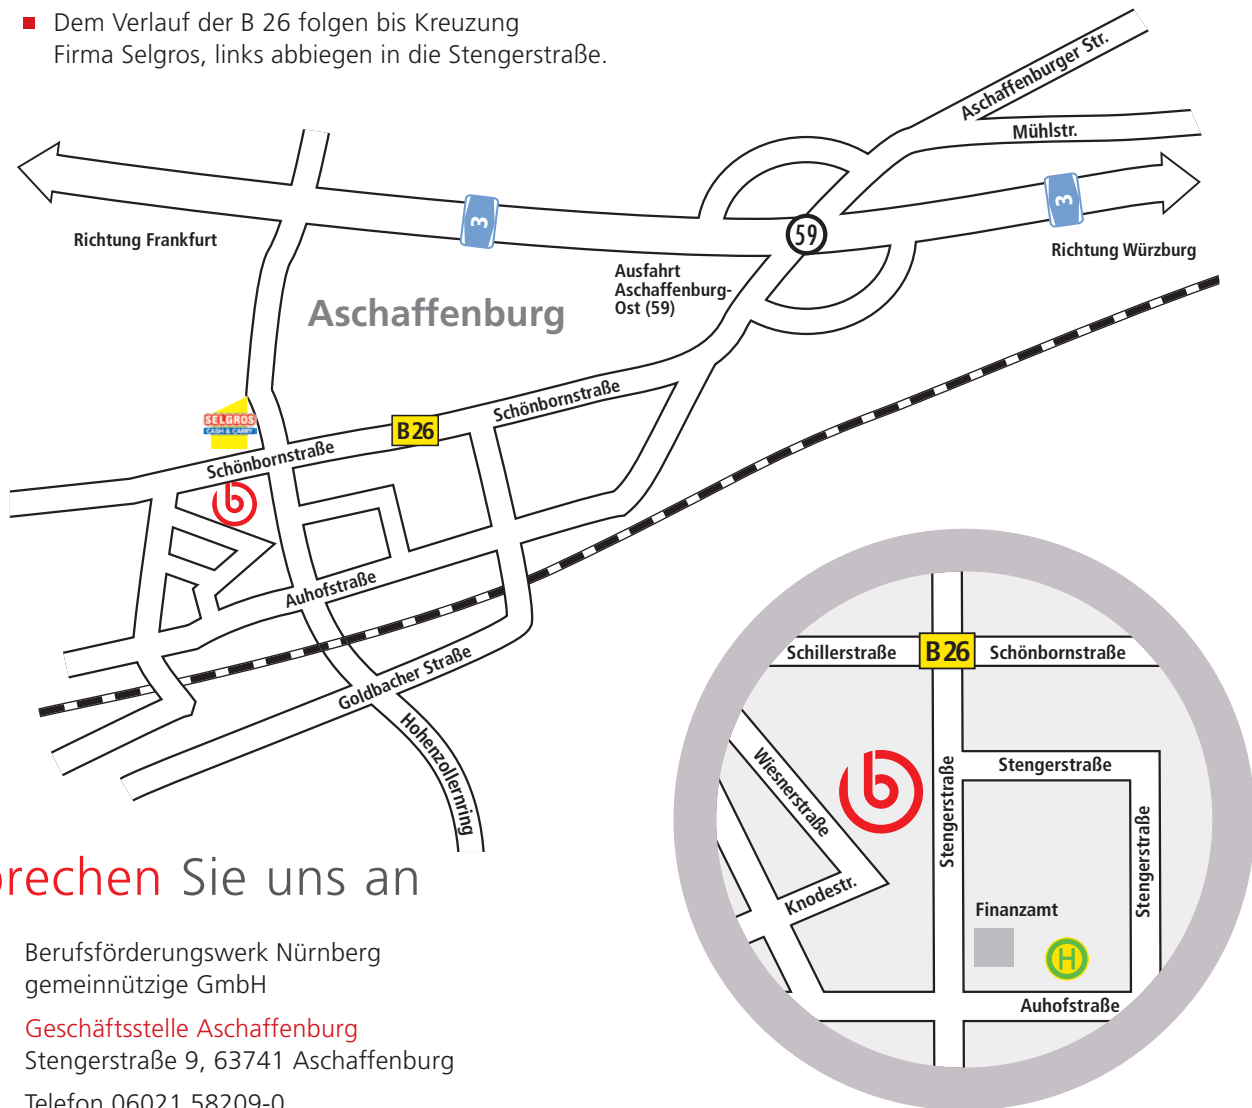 Dem Verlauf der B 26 folgen bis Kreuzung
Firma Selgros, links abbiegen in die Stengerstraße.
Aschaffenburger Str.
Mühlstr.
3
3
Richtung Frankfurt
59
Richtung Würzburg
Ausfahrt
Aschaffenburg-
Ost (59)
Aschaffenburg
SELGROS
CASH & CARRY
B26
Schönbornstraße
Schönbornstraße
b
Auhofstraße
Goldbacher Straße
Hohenzollernring
Schillerstraße
B26
Schönbornstraße
Wiesnerstraße
b
Stengerstraße
Stengerstraße
Stengerstraße
Knodestr.
Finanzamt
H
Auhofstraße
prechen Sie uns an
Berufsförderungswerk Nürnberg
gemeinnützige GmbH
Geschäftsstelle Aschaffenburg
Stengerstraße 9, 63741 Aschaffenburg
Telefon 06021 58209-0